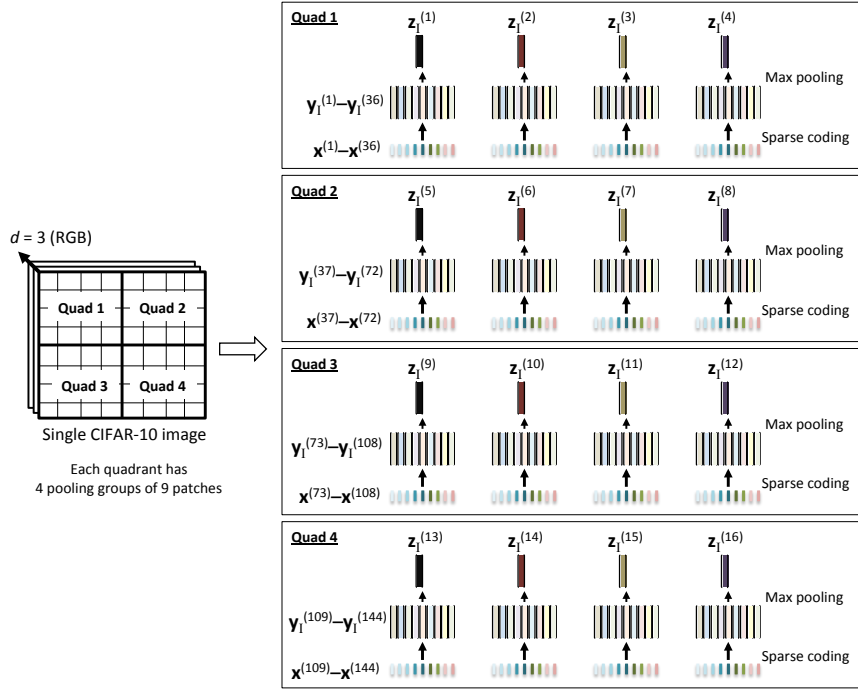 d = 3 (RGB)
Quad 1 Quad 2
Quad 3 Quad 4
Single CIFAR-10 image
Each quadrant has
4 pooling groups of 9 patches
Quad 1
z_I^(1) z_I^(2) z_I^(3) z_I^(4)
Max pooling
y_I^(1)–y_I^(36)
Sparse coding
x^(1)–x^(36)
Quad 2
z_I^(5) z_I^(6) z_I^(7) z_I^(8)
Max pooling
y_I^(37)–y_I^(72)
Sparse coding
x^(37)–x^(72)
Quad 3
z_I^(9) z_I^(10) z_I^(11) z_I^(12)
Max pooling
y_I^(73)–y_I^(108)
Sparse coding
x^(73)–x^(108)
Quad 4
z_I^(13) z_I^(14) z_I^(15) z_I^(16)
Max pooling
y_I^(109)–y_I^(144)
Sparse coding
x^(109)–x^(144)